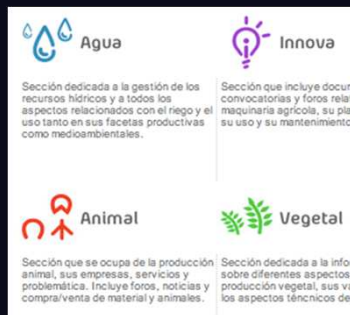 Agua
Innova
Sección dedicada a la gestión de los
recursos hídricos y a todos los
aspectos relacionados con el riego y el
uso tanto en sus facetas productivas
como medioambientales.
Sección que incluye docu
convocatorias y foros rela
maquinaria agrícola, su pla
su uso y su mantenimiento
Animal
Vegetal
Sección que se ocupa de la producción
animal, sus empresas, servicios y
problemática. Incluye foros, noticias y
compra/venta de material y animales.
Sección dedicada a la info
sobre diferentes aspectos
producción vegetal, sus va
los aspectos téncnicos de